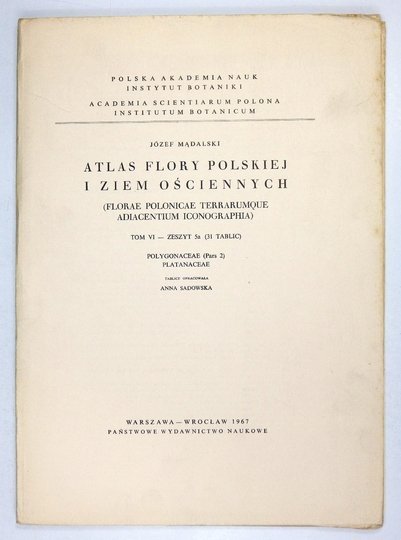 POLSKA AKADEMIA NAUK
INSTYTUT BOTANIKI
ACADEMIA SCIENTIARUM POLONA
INSTITUTUM BOTANICUM
JÓZEF MĄDALSKI
ATLAS FLORY POLSKIEJ
I ZIEM OŚCIENNYCH
(FLORAE POLONICAE TERRARUMQUE
ADIACENTIUM ICONOGRAPHIA)
TOM VI — ZESZYT 5a (31 TABLIC)
POLYGONACEAE (Pars 2)
PLATANACEAE
TABLICE OPRACOWAŁA
ANNA SADOWSKA
WARSZAWA — WROCŁAW 1967
PAŃSTWOWE WYDAWNICTWO NAUKOWE